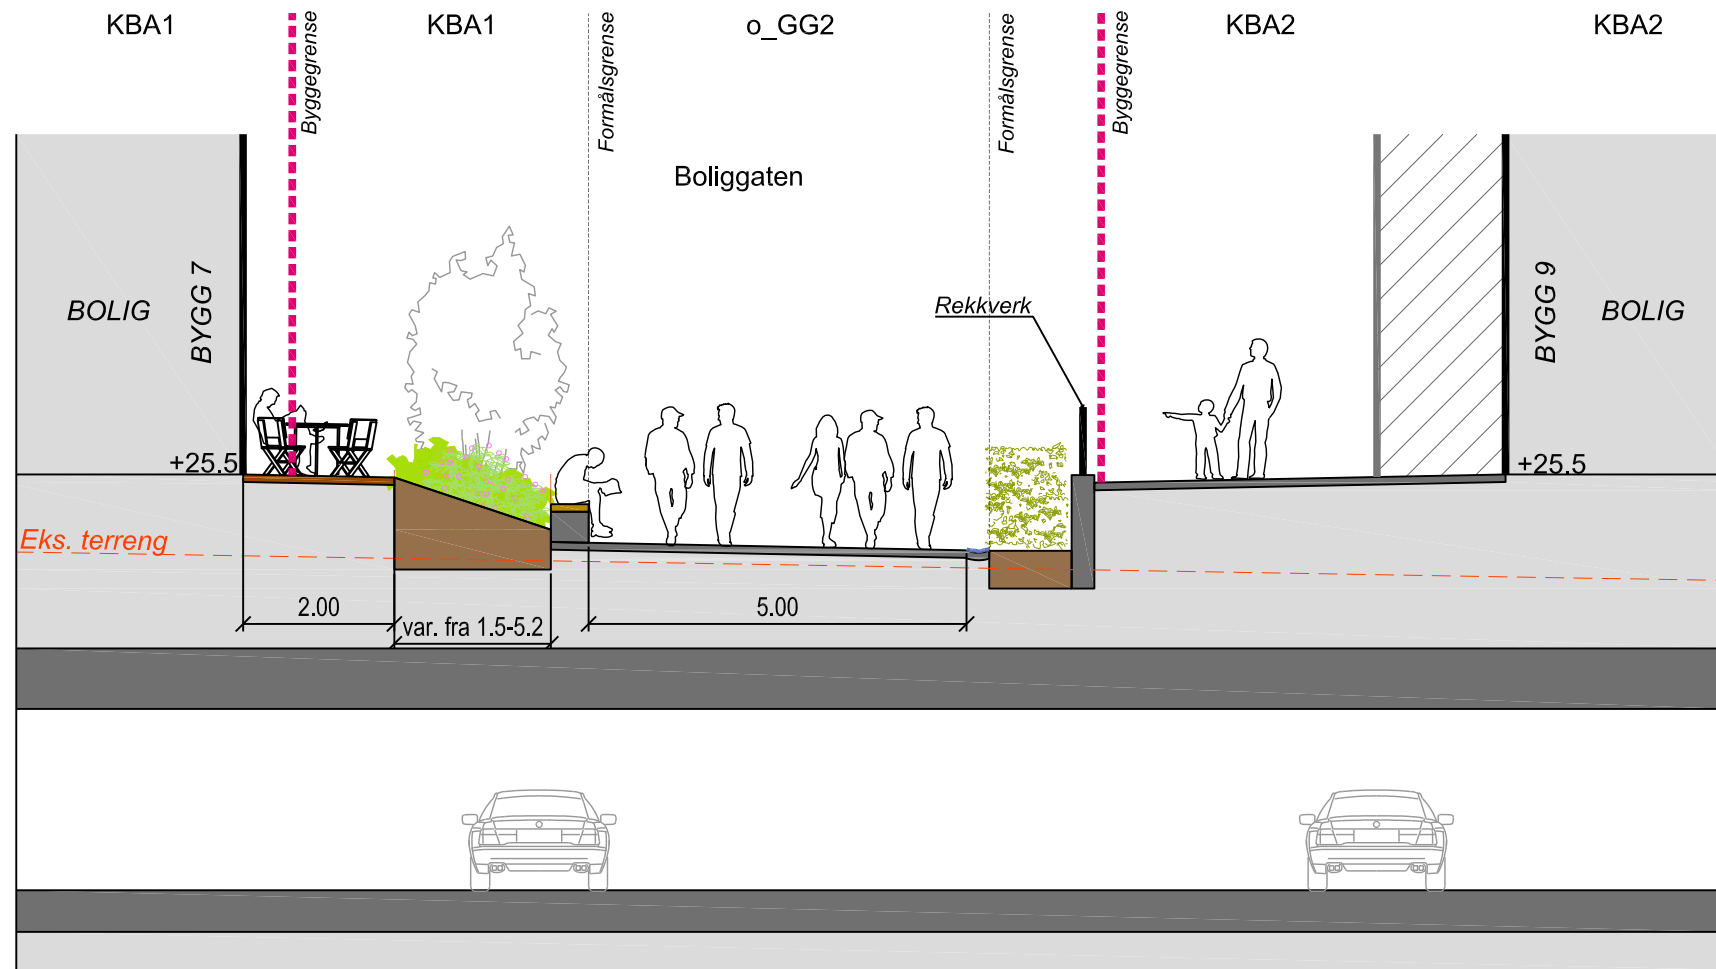 KBA1
KBA1
o_GG2
KBA2
KBA2
Byggegrense
Formålsgrense
Formålsgrense
Byggegrense
Boliggaten
BOLIG
BYGG 7
Rekkverk
BYGG 9
BOLIG
+25.5
+25.5
Eks. terreng
2.00
var. fra 1.5-5.2
5.00